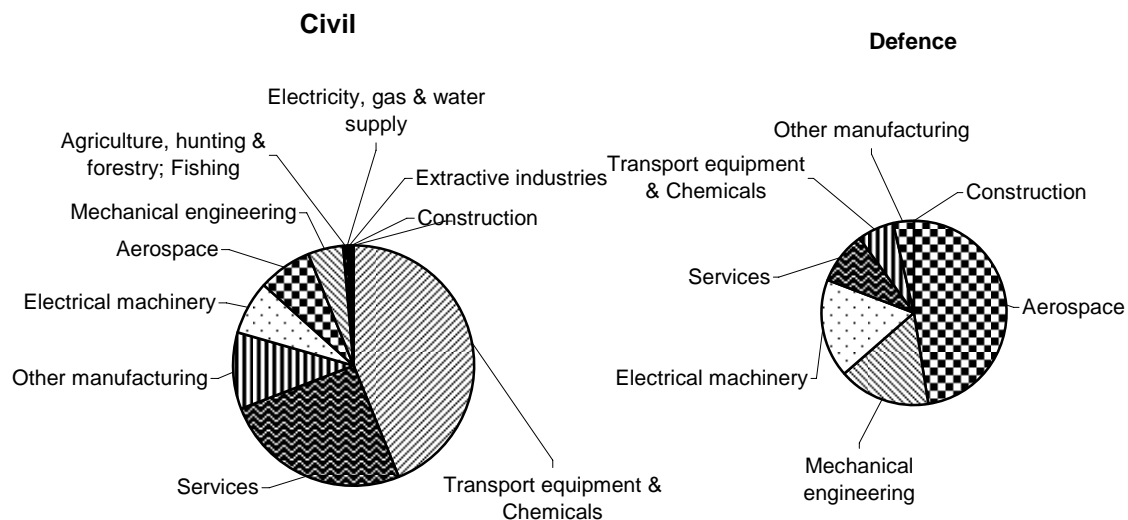 Civil
Electricity, gas & water
supply
Agriculture, hunting &
forestry; Fishing
Extractive industries
Mechanical engineering
Construction
Aerospace
Electrical machinery
Other manufacturing
Services
Transport equipment &
Chemicals
Defence
Other manufacturing
Transport equipment
& Chemicals
Construction
Services
Aerospace
Electrical machinery
Mechanical
engineering